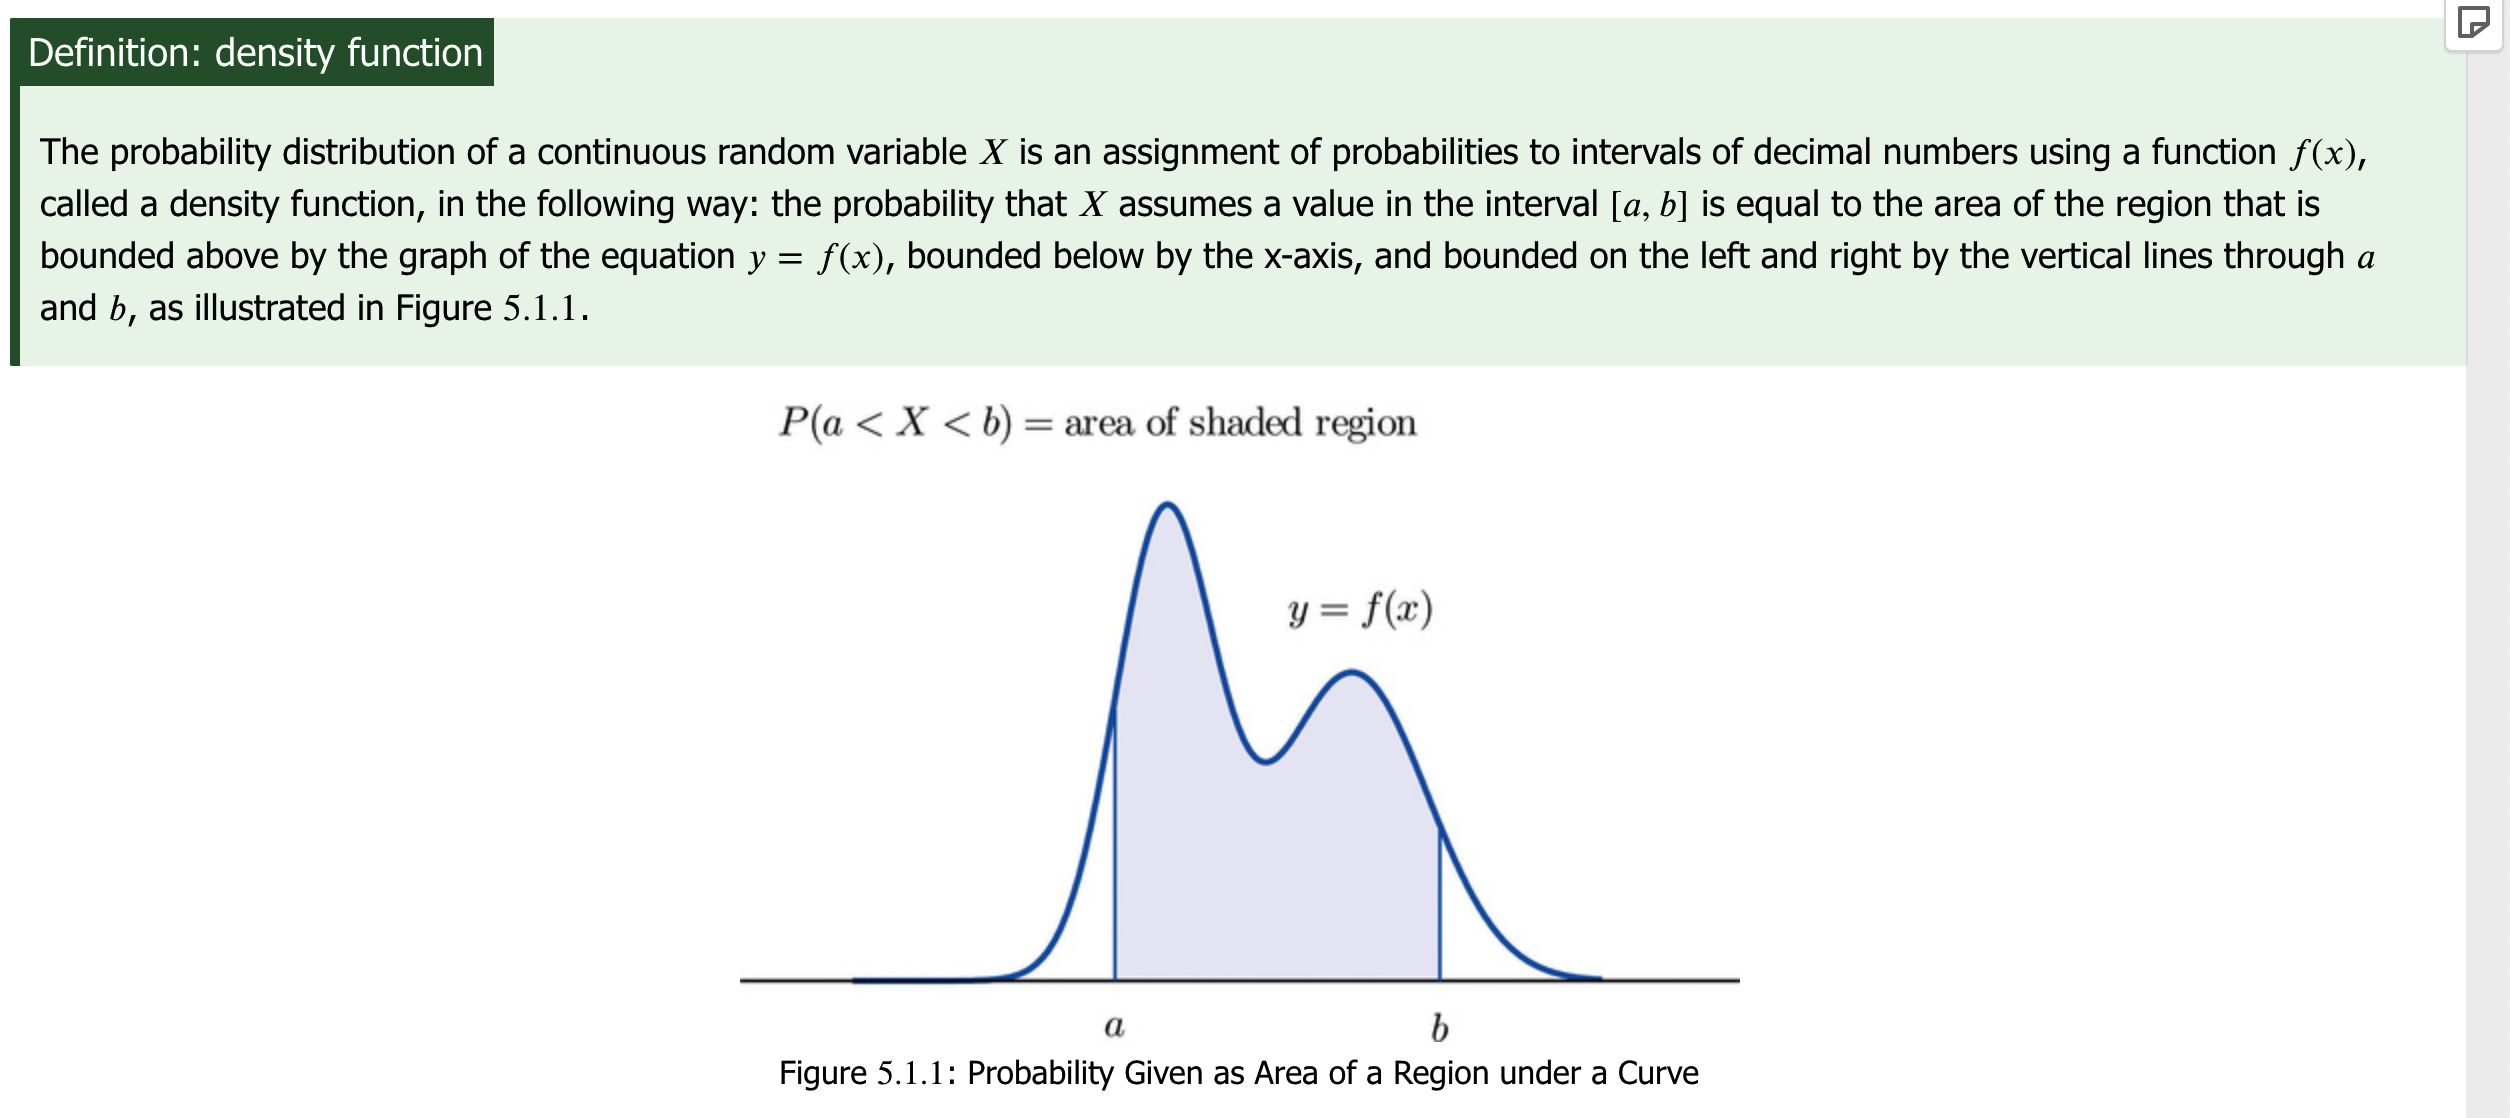 Definition: density function
The probability distribution of a continuous random variable X is an assignment of probabilities to intervals of decimal numbers using a function f(x),
called a density function, in the following way: the probability that X assumes a value in the interval [a, b] is equal to the area of the region that is
bounded above by the graph of the equation y = f(x), bounded below by the x-axis, and bounded on the left and right by the vertical lines through a
and b, as illustrated in Figure 5.1.1.
P(a < X < b) = area of shaded region
y = f(x)
a b
Figure 5.1.1: Probability Given as Area of a Region under a Curve